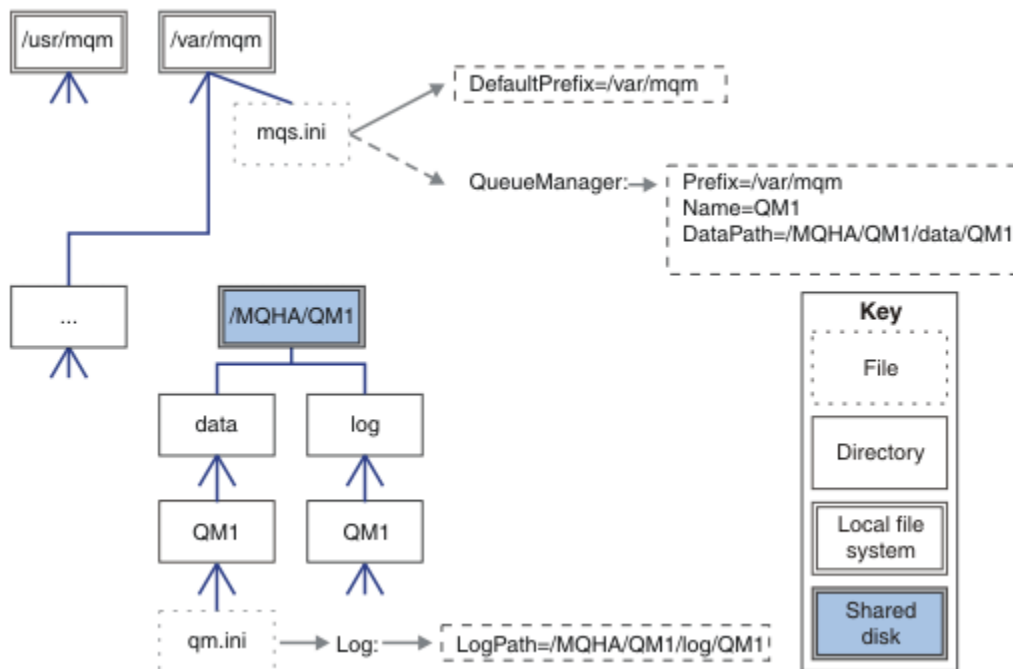 /usr/mqm
/var/mqm
mqs.ini
DefaultPrefix=/var/mqm
QueueManager:
Prefix=/var/mqm
Name=QM1
DataPath=/MQHA/QM1/data/QM1
...
/MQHA/QM1
data
log
QM1
QM1
qm.ini
Log:
LogPath=/MQHA/QM1/log/QM1
Key
File
Directory
Local file
system
Shared
disk